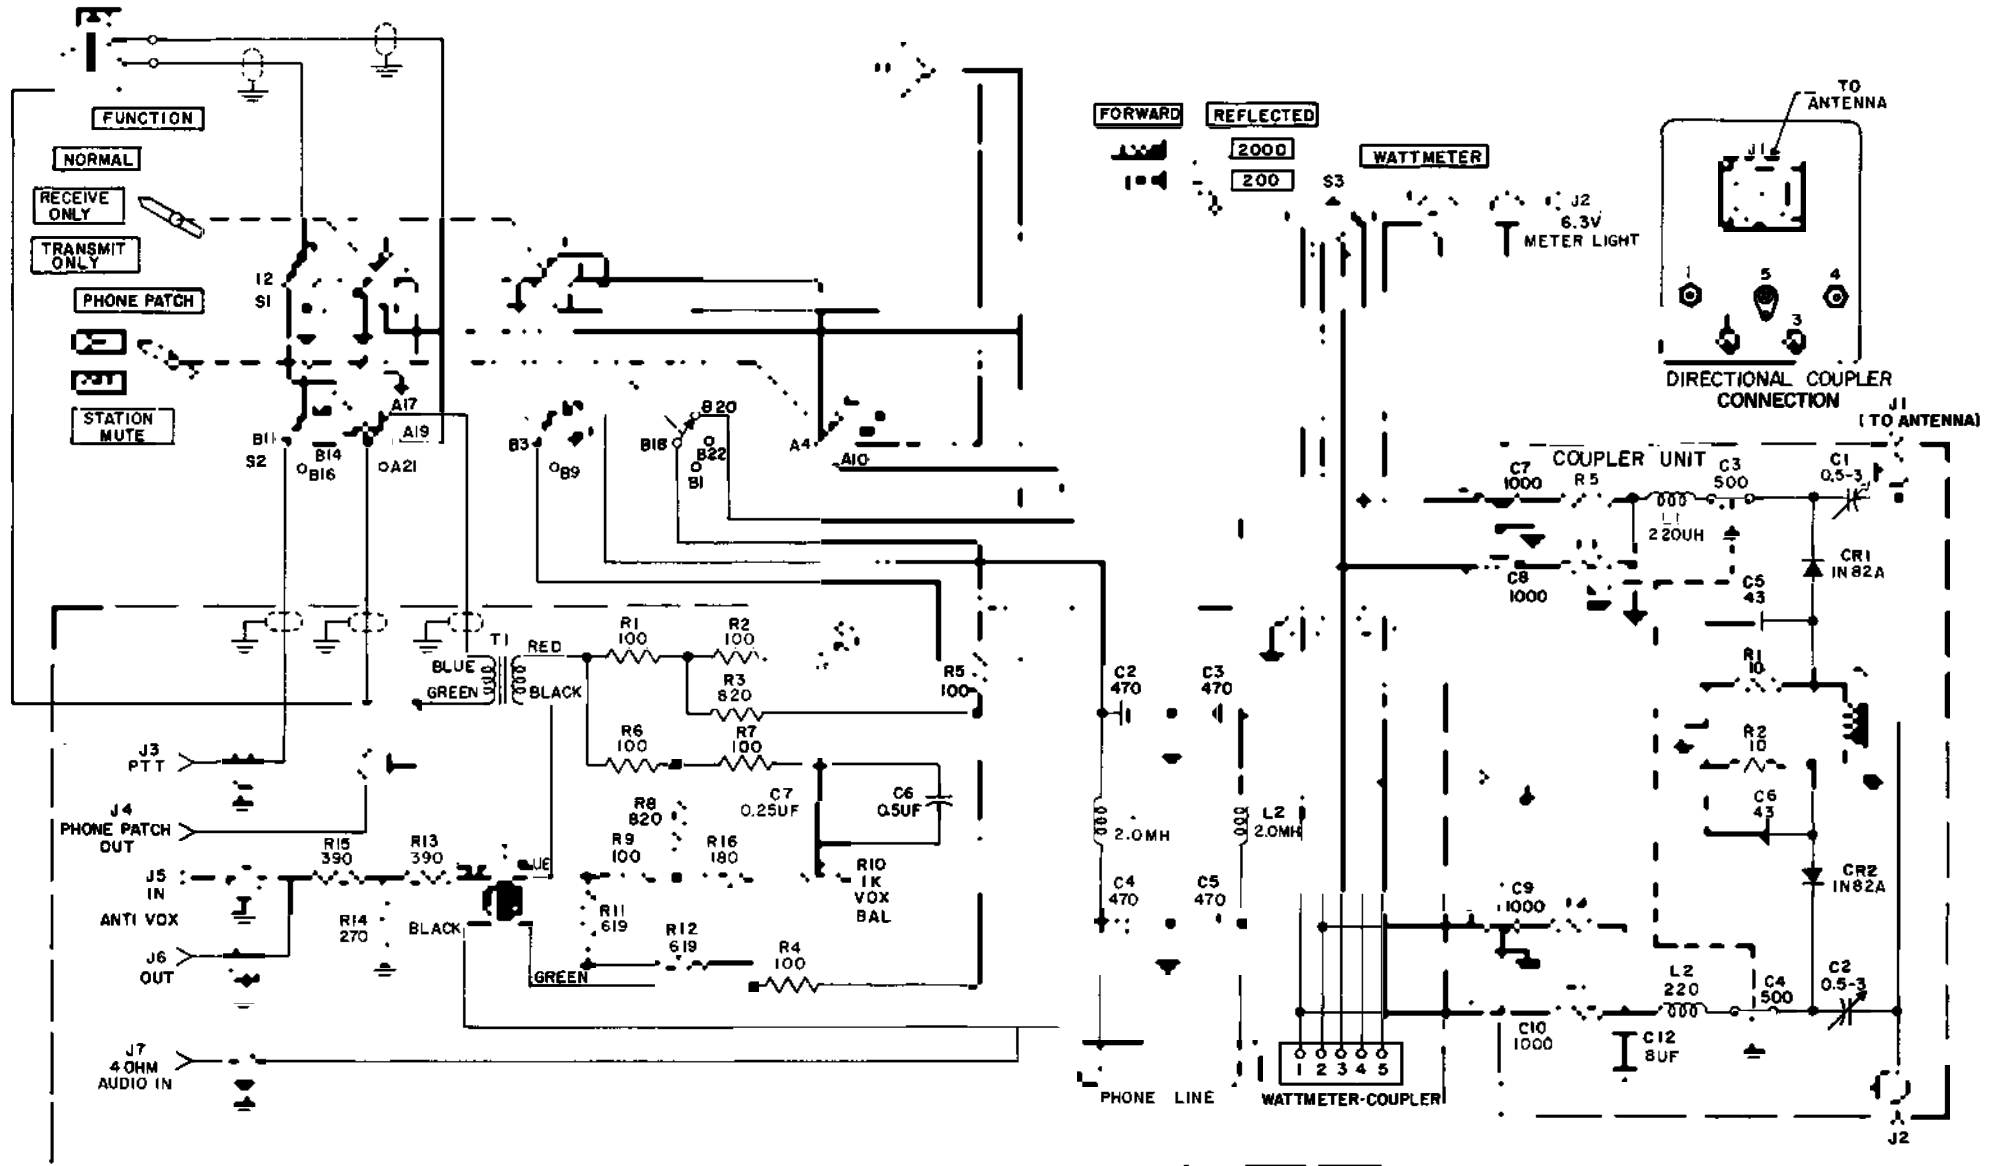 FUNCTION
NORMAL
RECEIVE
ONLY
TRANSMIT
ONLY
PHONE PATCH
STATION
MUTE
12
S1
B11
S2
B14
B16
A17
A19
A21
B3
B9
B18
B20
B22
B1
A4
A10
FORWARD
REFLECTED
2000
200
WATTMETER
S3
J2
6.3V
METER LIGHT
TO
ANTENNA
J1
1
5
4
3
DIRECTIONAL COUPLER
CONNECTION
J1
(TO ANTENNA)
COUPLER UNIT
C7
1000
R5
C3
500
C1
0.5-3
L1
220UH
C8
1000
CR1
IN82A
C5
43
R1
10
R2
10
C6
43
CR2
IN82A
C9
1000
L2
220
C4
500
C2
0.5-3
C10
1000
C12
8UF
J2
T1
BLUE
GREEN
RED
BLACK
R1
100
R2
100
R3
820
R5
100
R6
100
R7
100
C7
0.25UF
C6
0.5UF
R8
820
R9
100
R16
180
R10
1K
VOX
BAL
R11
619
R12
619
R4
100
J3
PTT
J4
PHONE PATCH
OUT
R15
390
R13
390
J5
IN
ANTI VOX
R14
270
BLACK
GREEN
J6
OUT
J7
4 OHM
AUDIO IN
C2
470
C3
470
2.0MH
L2
2.0MH
C4
470
C5
470
PHONE LINE
1 2 3 4 5
WATTMETER-COUPLER